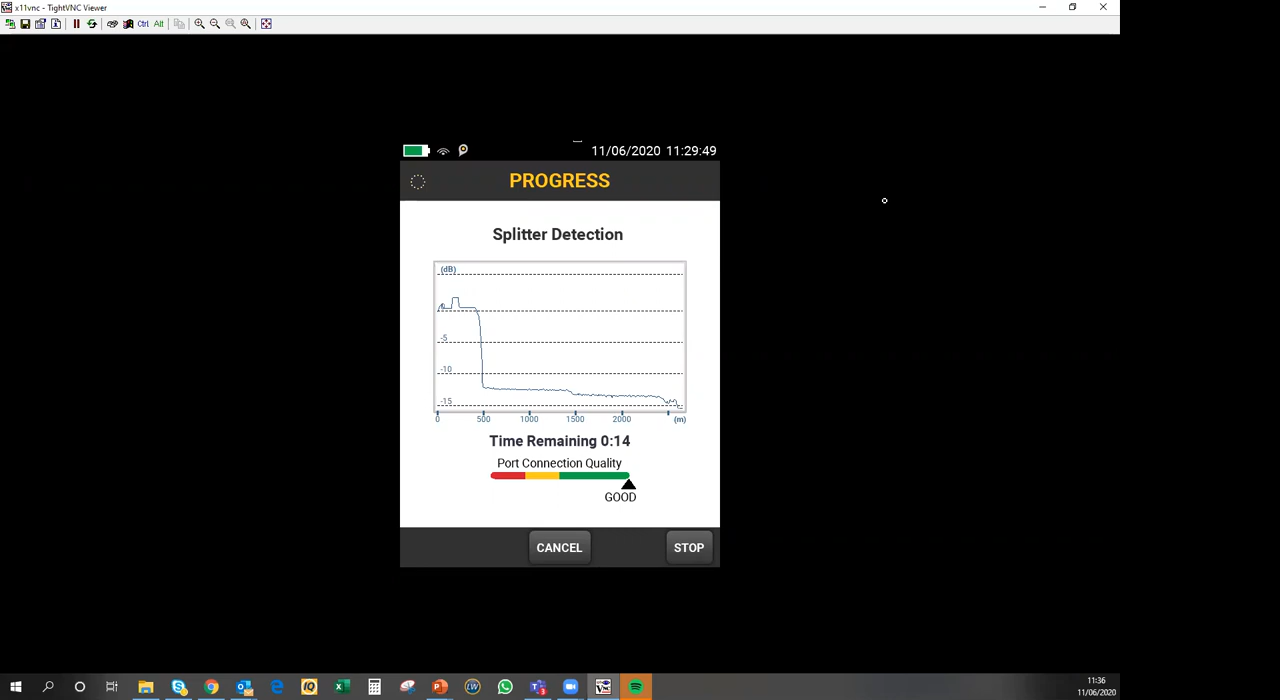 x11vnc - TightVNC Viewer
Ctrl Alt
11/06/2020 11:29:49
PROGRESS
Splitter Detection
(dB)
0
-5
-10
-15
0 500 1000 1500 2000 (m)
Time Remaining 0:14
Port Connection Quality
GOOD
CANCEL STOP
11:36
11/06/2020